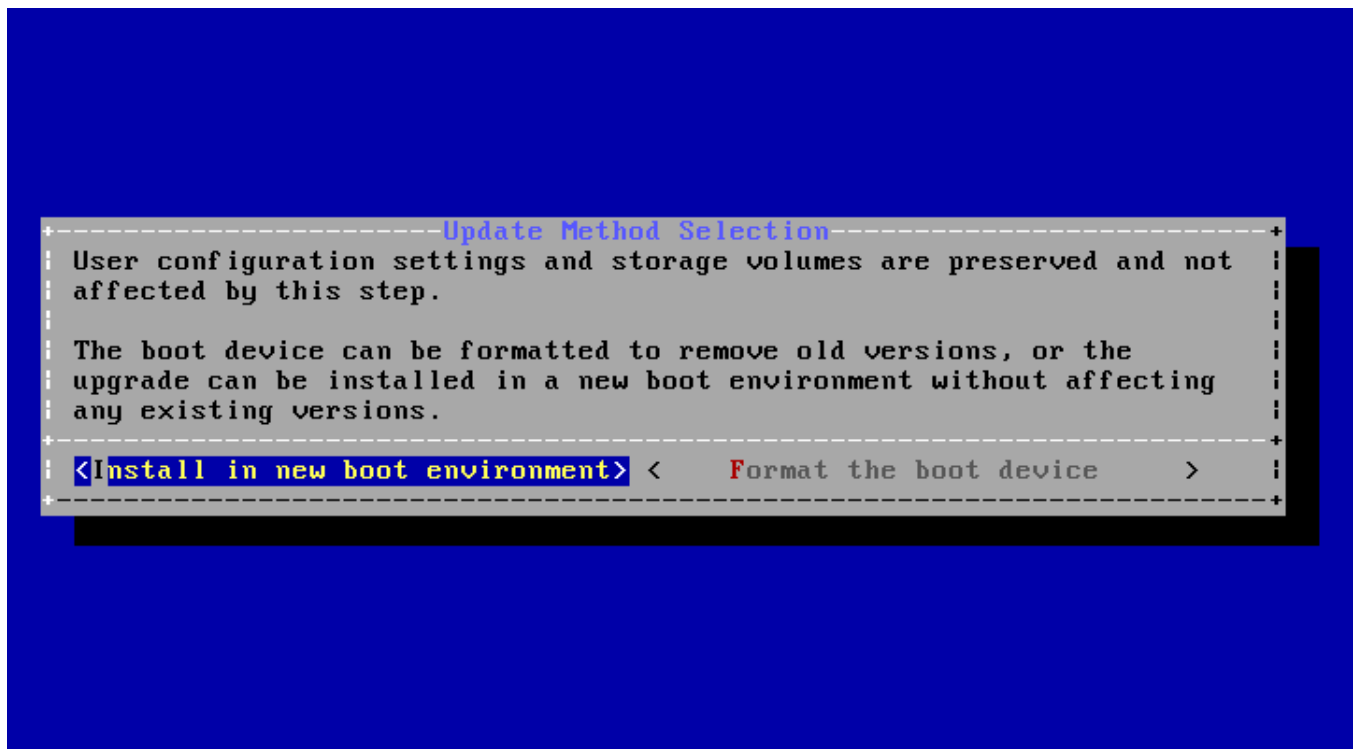 Update Method Selection
User configuration settings and storage volumes are preserved and not
affected by this step.
The boot device can be formatted to remove old versions, or the
upgrade can be installed in a new boot environment without affecting
any existing versions.
<Install in new boot environment> < Format the boot device >